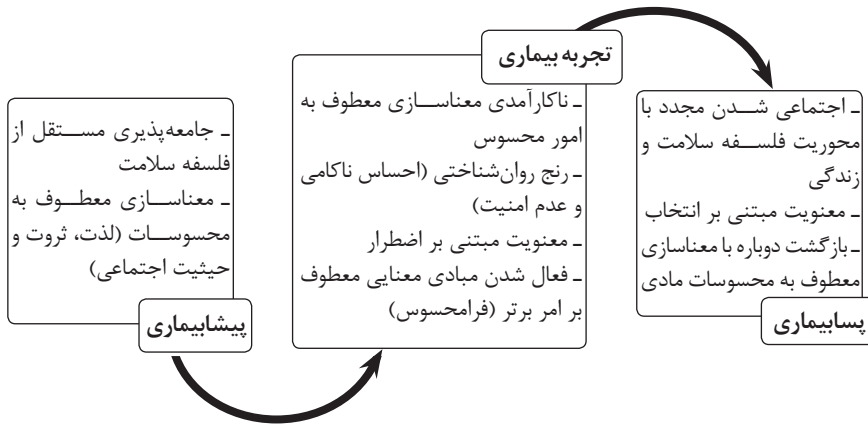 پیشابیماری
ـ جامعه‌پذیری مستقل از
فلسفه سلامت
ـ معناسازی معطوف به
محسوسات (لذت، ثروت و
حیثیت اجتماعی)
تجربه بیماری
ـ ناکارآمدی معناسازی معطوف به
امور محسوس
ـ رنج روان‌شناختی (احساس ناکامی
و عدم امنیت)
ـ معنویت مبتنی بر اضطرار
ـ فعال شدن مبادی معنایی معطوف
بر امر برتر (فرامحسوس)
پسابیماری
ـ اجتماعی شدن مجدد با
محوریت فلسفه سلامت و
زندگی
ـ معنویت مبتنی بر انتخاب
ـ بازگشت دوباره با معناسازی
معطوف به محسوسات مادی